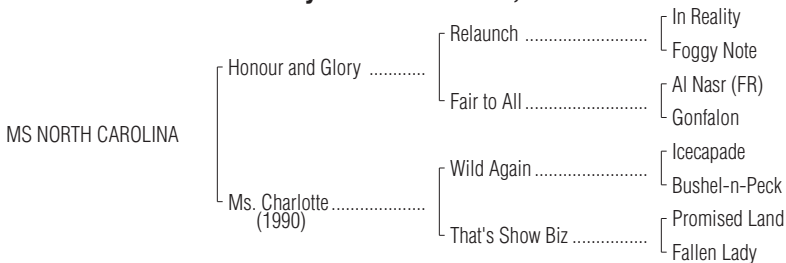 In Reality
Relaunch ..........................
Foggy Note
Honour and Glory ............
Al Nasr (FR)
Fair to All ..........................
Gonfalon
MS NORTH CAROLINA
Icecapade
Wild Again ........................
Bushel-n-Peck
Ms. Charlotte ....................
(1990)
Promised Land
That's Show Biz ................
Fallen Lady